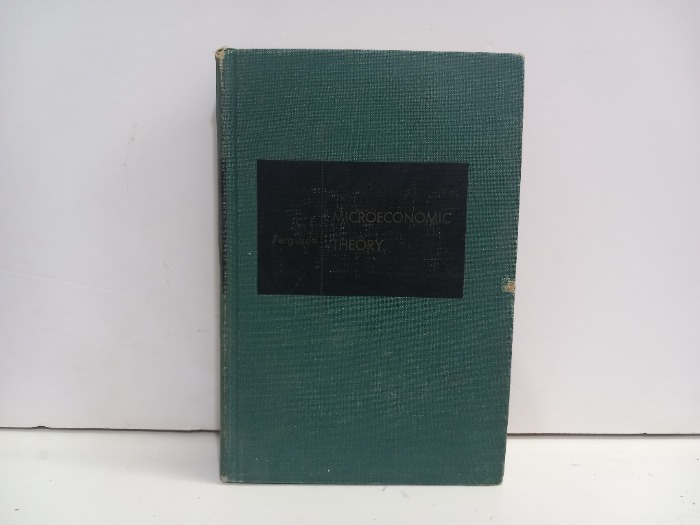 C. E.
Ferguson
MICROECONOMIC
THEORY